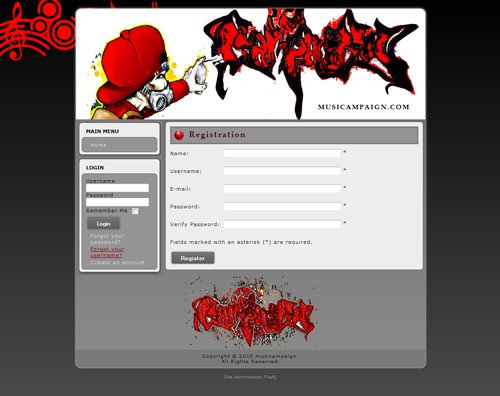 Campaign
MUSICAMPAIGN.COM
MAIN MENU
Home
LOGIN
Username
Password
Remember Me
Login
Forgot your
password?
Forgot your
username?
Create an account
Registration
Name: *
Username: *
E-mail: *
Password: *
Verify Password: *
Fields marked with an asterisk (*) are required.
Register
Campaign
Copyright © 2010 musicampaign.
All Rights Reserved.
Site Administrator: Firefly